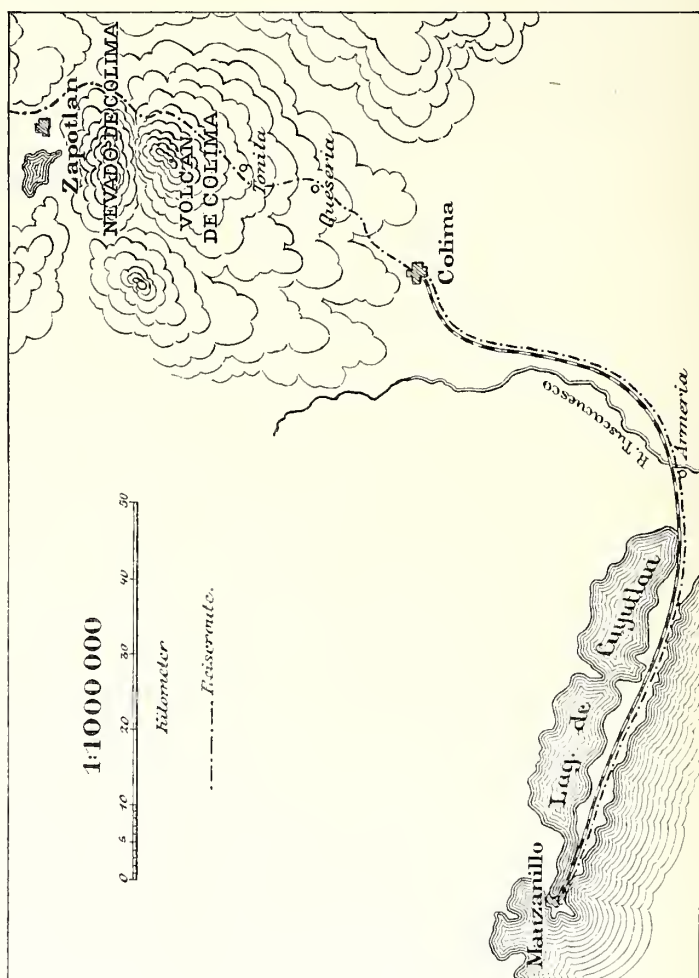 Zapotlan
NEVADO DE COLIMA
VOLCAN
DE COLIMA
Tonila
Queseria
Colima
1:1000 000
0 5 10 20 30 40 50
Kilometer
Reiseroute.
R. Tuscacuesco
Armeria
Lag. de Cuyutlan
Manzanillo